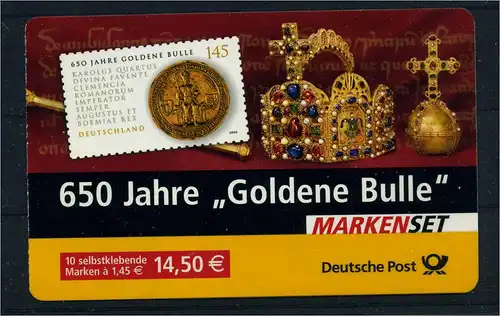 650 JAHRE GOLDENE BULLE 145
KAROLUS QUARTUS
DIVINA FAVENTE
CLEMENCIA
ROMANORUM
IMPERATOR
SEMPER
AUGUSTUS ET
BOEMIAE REX
DEUTSCHLAND
2006
650 Jahre „Goldene Bulle“
MARKENSET
10 selbstklebende
Marken à 1,45 €
14,50 €
Deutsche Post